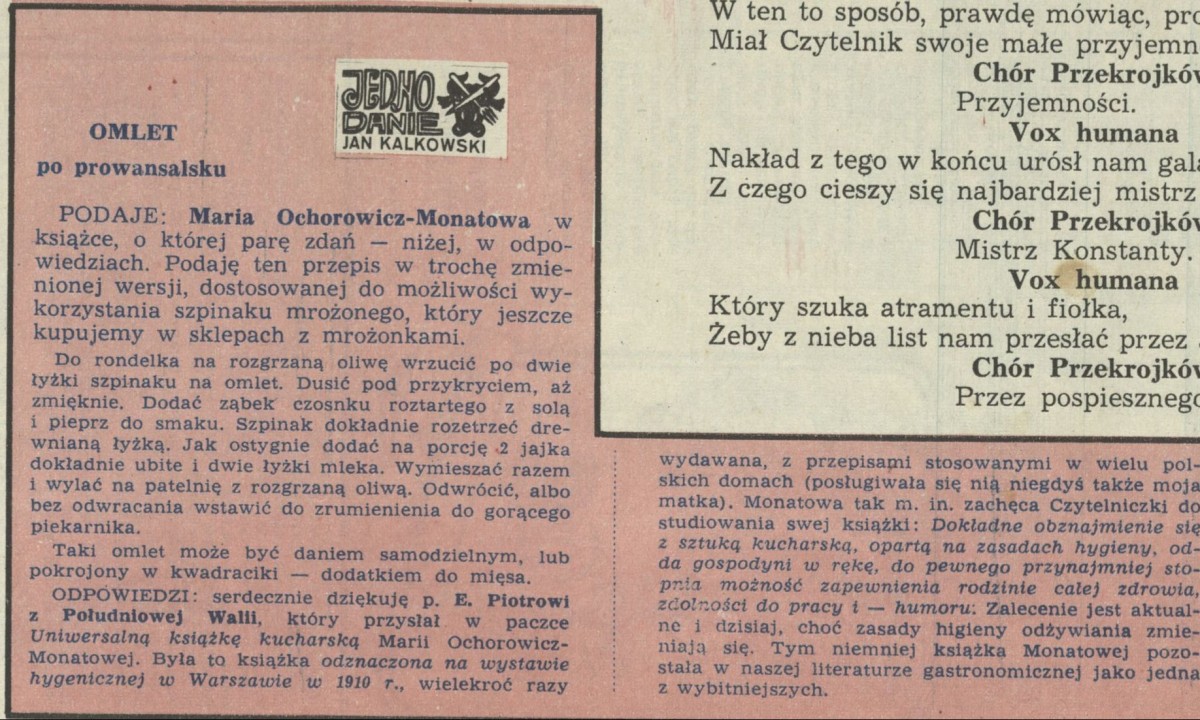 JEDNO
DANIE
JAN KALKOWSKI
OMLET
po prowansalsku
PODAJE: Maria Ochorowicz-Monatowa w
książce, o której parę zdań — niżej, w odpo-
wiedziach. Podaję ten przepis w trochę zmie-
nionej wersji, dostosowanej do możliwości wy-
korzystania szpinaku mrożonego, który jeszcze
kupujemy w sklepach z mrożonkami.
Do rondelka na rozgrzaną oliwę wrzucić po dwie
łyżki szpinaku na omlet. Dusić pod przykryciem, aż
zmięknie. Dodać ząbek czosnku roztartego z solą
i pieprz do smaku. Szpinak dokładnie rozetrzeć dre-
wnianą łyżką. Jak ostygnie dodać na porcję 2 jajka
dokładnie ubite i dwie łyżki mleka. Wymieszać razem
i wylać na patelnię z rozgrzaną oliwą. Odwrócić, albo
bez odwracania wstawić do zrumienienia do gorącego
piekarnika.
Taki omlet może być daniem samodzielnym, lub
pokrojony w kwadraciki — dodatkiem do mięsa.
ODPOWIEDZI: serdecznie dziękuję p. E. Piotrowi
z Południowej Walii, który przysłał w paczce
Uniwersalną książkę kucharską Marii Ochorowicz-
Monatowej. Była to książka odznaczona na wystawie
hygenicznej w Warszawie w 1910 r., wielekroć razy
wydawana, z przepisami stosowanymi w wielu pol-
skich domach (posługiwała się nią niegdyś także moja
matka). Monatowa tak m. in. zachęca Czytelniczki do
studiowania swej książki: Dokładne obznajmienie się
z sztuką kucharską, opartą na zasadach hygieny, od-
da gospodyni w rękę, do pewnego przynajmniej sto-
pnia możność zapewnienia rodzinie całej zdrowia,
zdolności do pracy i — humoru. Zalecenie jest aktual-
ne i dzisiaj, choć zasady higieny odżywiania zmie-
niają się. Tym niemniej książka Monatowej pozo-
stała w naszej literaturze gastronomicznej jako jedna
z wybitniejszych.
W ten to sposób, prawdę mówiąc,
Miał Czytelnik swoje małe
Chór
Przyjemności.
Vox humana
Nakład z tego w końcu urósł nam
Z czego cieszy się najbardziej mistrz
Chór
Mistrz Konstanty.
Vox humana
Który szuka atramentu i fiołka,
Żeby z nieba list nam przesłać przez
Chór
Przez